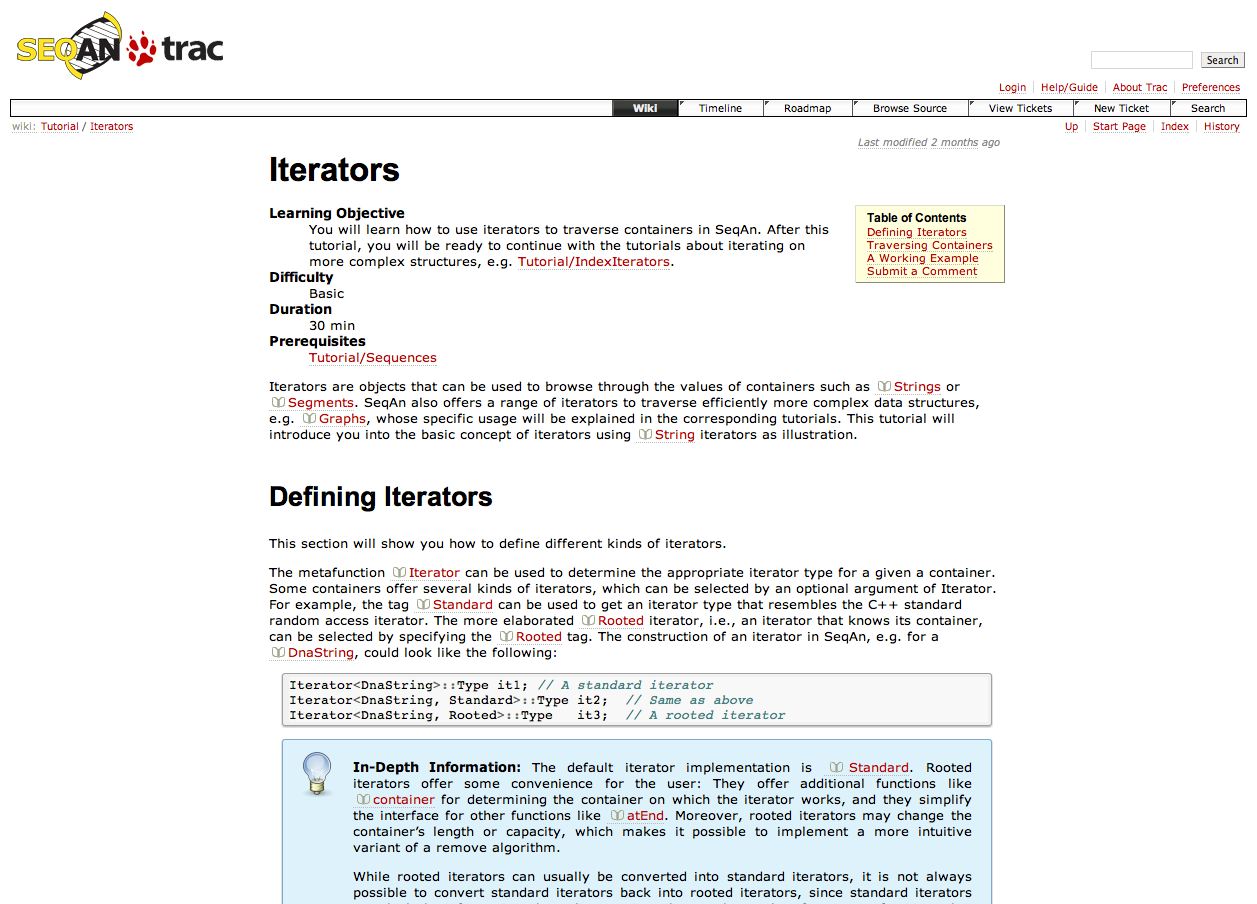 SEQAN trac
Search
Login Help/Guide About Trac Preferences
Wiki Timeline Roadmap Browse Source View Tickets New Ticket Search
wiki: Tutorial / Iterators
Up Start Page Index History
Last modified 2 months ago
Iterators
Learning Objective
You will learn how to use iterators to traverse containers in SeqAn. After this
tutorial, you will be ready to continue with the tutorials about iterating on
more complex structures, e.g. Tutorial/IndexIterators.
Difficulty
Basic
Duration
30 min
Prerequisites
Tutorial/Sequences
Table of Contents
Defining Iterators
Traversing Containers
A Working Example
Submit a Comment
Iterators are objects that can be used to browse through the values of containers such as Strings or
Segments. SeqAn also offers a range of iterators to traverse efficiently more complex data structures,
e.g. Graphs, whose specific usage will be explained in the corresponding tutorials. This tutorial will
introduce you into the basic concept of iterators using String iterators as illustration.
Defining Iterators
This section will show you how to define different kinds of iterators.
The metafunction Iterator can be used to determine the appropriate iterator type for a given a container.
Some containers offer several kinds of iterators, which can be selected by an optional argument of Iterator.
For example, the tag Standard can be used to get an iterator type that resembles the C++ standard
random access iterator. The more elaborated Rooted iterator, i.e., an iterator that knows its container,
can be selected by specifying the Rooted tag. The construction of an iterator in SeqAn, e.g. for a
DnaString, could look like the following:
Iterator<DnaString>::Type it1; // A standard iterator
Iterator<DnaString, Standard>::Type it2; // Same as above
Iterator<DnaString, Rooted>::Type it3; // A rooted iterator
In-Depth Information: The default iterator implementation is Standard. Rooted
iterators offer some convenience for the user: They offer additional functions like
container for determining the container on which the iterator works, and they simplify
the interface for other functions like atEnd. Moreover, rooted iterators may change the
container's length or capacity, which makes it possible to implement a more intuitive
variant of a remove algorithm.
While rooted iterators can usually be converted into standard iterators, it is not always
possible to convert standard iterators back into rooted iterators, since standard iterators